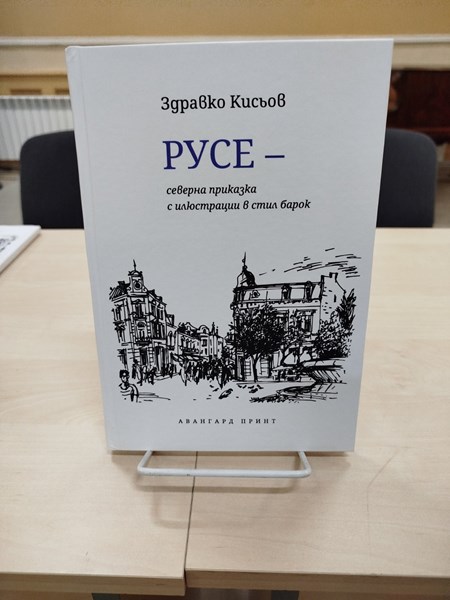 Здравко Кисьов
РУСЕ –
северна приказка
с илюстрации в стил барок
АВАНГАРД ПРИНТ